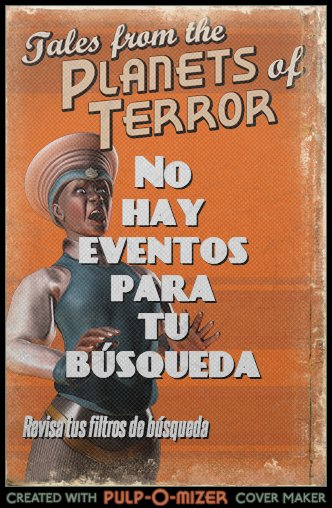 Tales from the
PLANETS of
TERROR
NO
HAY
EVENTOS
PARA
TU
BÚSQUEDA
Revisa tus filtros de búsqueda
CREATED WITH PULP-O-MIZER COVER MAKER